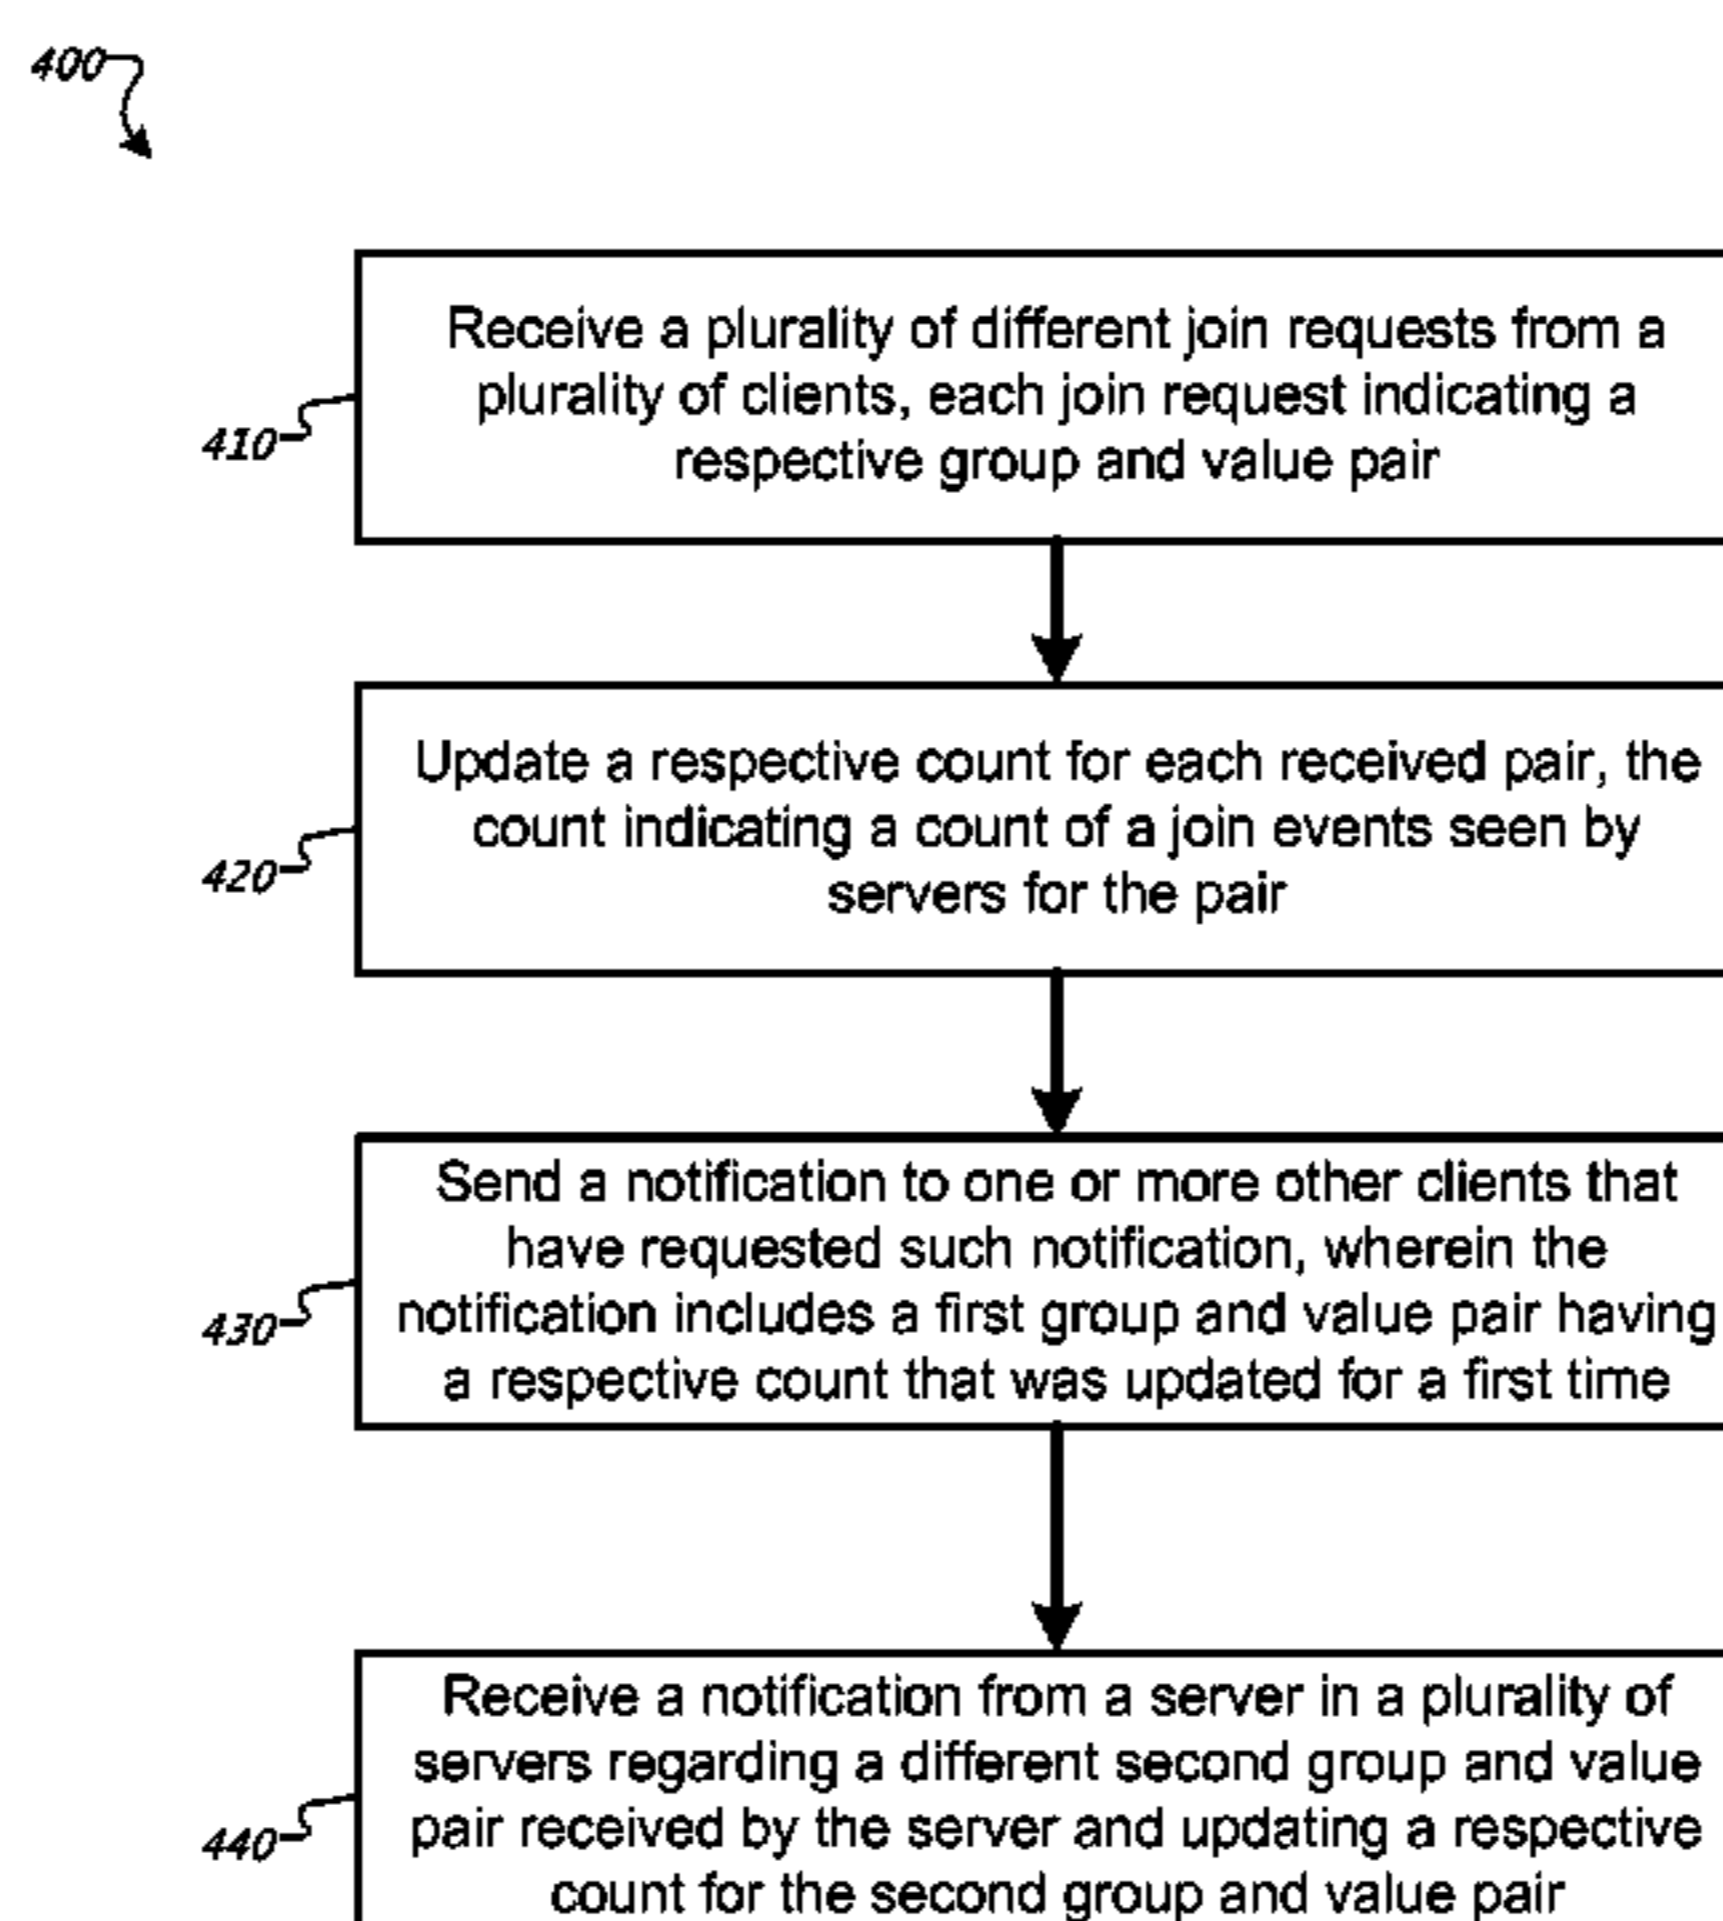 400
Receive a plurality of different join requests from a
plurality of clients, each join request indicating a
respective group and value pair
410
Update a respective count for each received pair, the
count indicating a count of a join events seen by
servers for the pair
420
Send a notification to one or more other clients that
have requested such notification, wherein the
notification includes a first group and value pair having
a respective count that was updated for a first time
430
Receive a notification from a server in a plurality of
servers regarding a different second group and value
pair received by the server and updating a respective
count for the second group and value pair
440